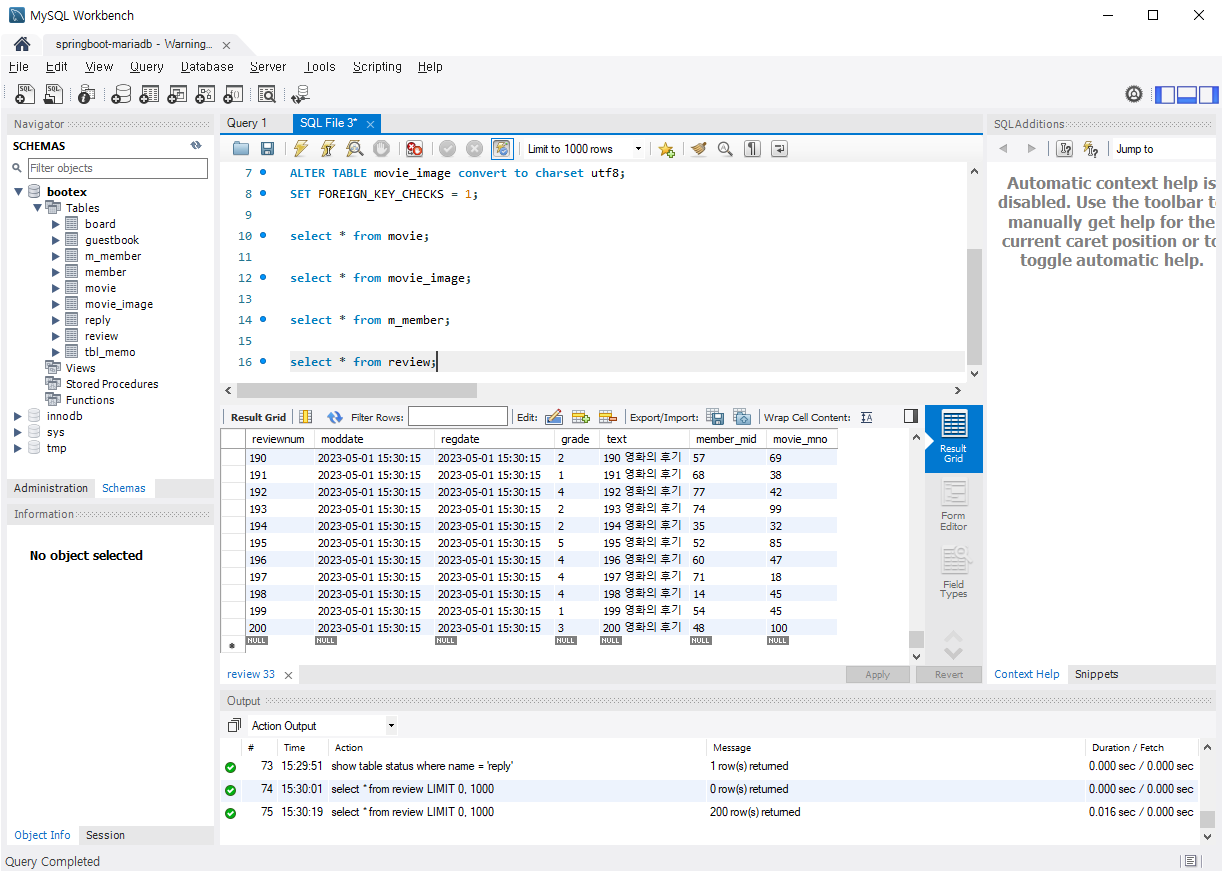 MySQL Workbench
springboot-mariadb - Warning...
File Edit View Query Database Server Tools Scripting Help
Navigator
SCHEMAS
Filter objects
bootex
Tables
board
guestbook
m_member
member
movie
movie_image
reply
review
tbl_memo
Views
Stored Procedures
Functions
innodb
sys
tmp
Administration Schemas
Information
No object selected
Object Info Session
Query 1 SQL File 3*
Limit to 1000 rows
7 ALTER TABLE movie_image convert to charset utf8;
8 SET FOREIGN_KEY_CHECKS = 1;
9
10 select * from movie;
11
12 select * from movie_image;
13
14 select * from m_member;
15
16 select * from review;
Result Grid Filter Rows: Edit: Export/Import: Wrap Cell Content: IA
reviewnum moddate regdate grade text member_mid movie_mno
190 2023-05-01 15:30:15 2023-05-01 15:30:15 2 190 영화의 후기 57 69
191 2023-05-01 15:30:15 2023-05-01 15:30:15 1 191 영화의 후기 68 38
192 2023-05-01 15:30:15 2023-05-01 15:30:15 4 192 영화의 후기 77 42
193 2023-05-01 15:30:15 2023-05-01 15:30:15 2 193 영화의 후기 74 99
194 2023-05-01 15:30:15 2023-05-01 15:30:15 2 194 영화의 후기 35 32
195 2023-05-01 15:30:15 2023-05-01 15:30:15 5 195 영화의 후기 52 85
196 2023-05-01 15:30:15 2023-05-01 15:30:15 4 196 영화의 후기 60 47
197 2023-05-01 15:30:15 2023-05-01 15:30:15 4 197 영화의 후기 71 18
198 2023-05-01 15:30:15 2023-05-01 15:30:15 4 198 영화의 후기 14 45
199 2023-05-01 15:30:15 2023-05-01 15:30:15 1 199 영화의 후기 54 45
200 2023-05-01 15:30:15 2023-05-01 15:30:15 3 200 영화의 후기 48 100
NULL NULL NULL NULL NULL NULL NULL
Result
Grid
Form
Editor
Field
Types
review 33 Apply Revert
SQLAdditions
Jump to
Automatic context help is
disabled. Use the toolbar t
manually get help for the
current caret position or to
toggle automatic help.
Context Help Snippets
Output
Action Output
# Time Action Message Duration / Fetch
73 15:29:51 show table status where name = 'reply' 1 row(s) returned 0.000 sec / 0.000 sec
74 15:30:01 select * from review LIMIT 0, 1000 0 row(s) returned 0.000 sec / 0.000 sec
75 15:30:19 select * from review LIMIT 0, 1000 200 row(s) returned 0.016 sec / 0.000 sec
Query Completed